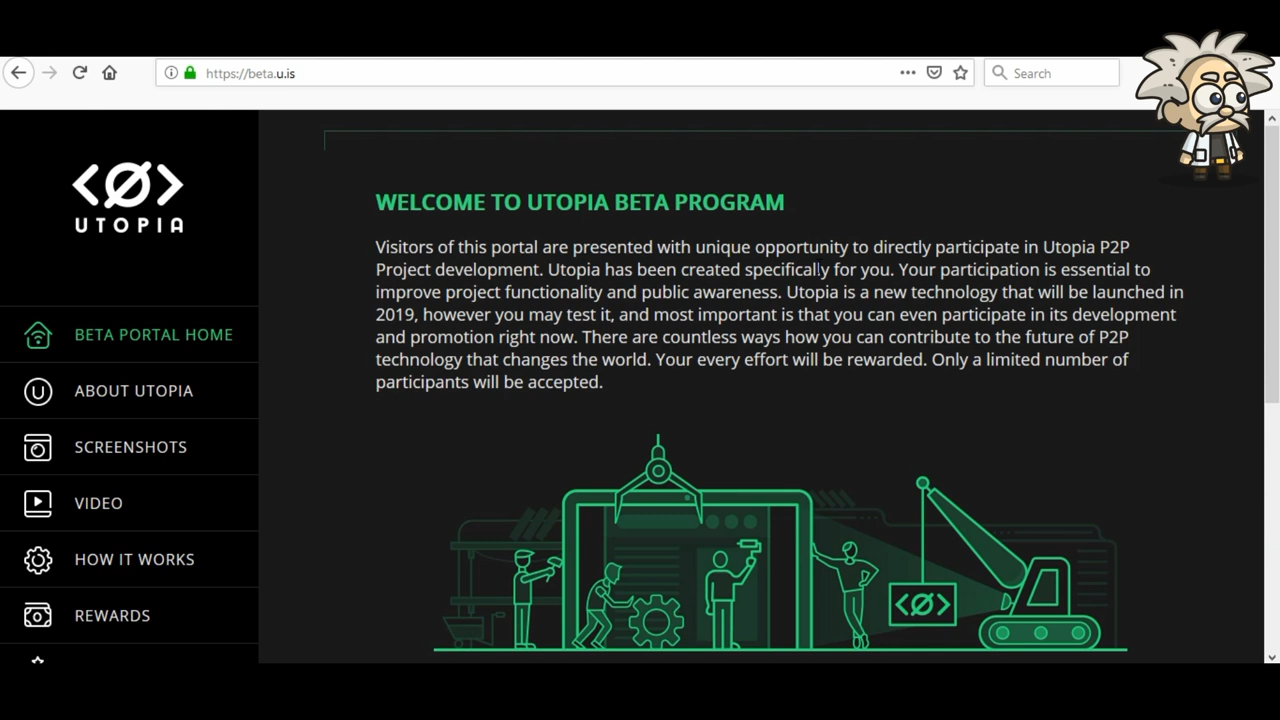 https://beta.u.is
Search
UTOPIA
BETA PORTAL HOME
ABOUT UTOPIA
SCREENSHOTS
VIDEO
HOW IT WORKS
REWARDS
WELCOME TO UTOPIA BETA PROGRAM
Visitors of this portal are presented with unique opportunity to directly participate in Utopia P2P
Project development. Utopia has been created specifically for you. Your participation is essential to
improve project functionality and public awareness. Utopia is a new technology that will be launched in
2019, however you may test it, and most important is that you can even participate in its development
and promotion right now. There are countless ways how you can contribute to the future of P2P
technology that changes the world. Your every effort will be rewarded. Only a limited number of
participants will be accepted.